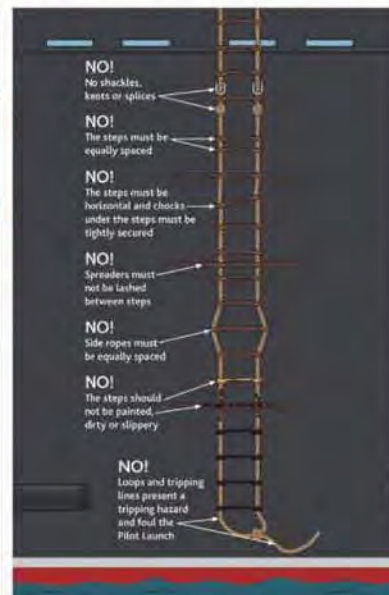 NO!
No shackles,
knots or splices
NO!
The steps must be
equally spaced
NO!
The steps must be
horizontal and chocks
under the steps must be
tightly secured
NO!
Spreaders must
not be lashed
between steps
NO!
Side ropes must
be equally spaced
NO!
The steps should
not be painted,
dirty or slippery
NO!
Loops and tripping
lines present a
tripping hazard
and foul the
Pilot Launch